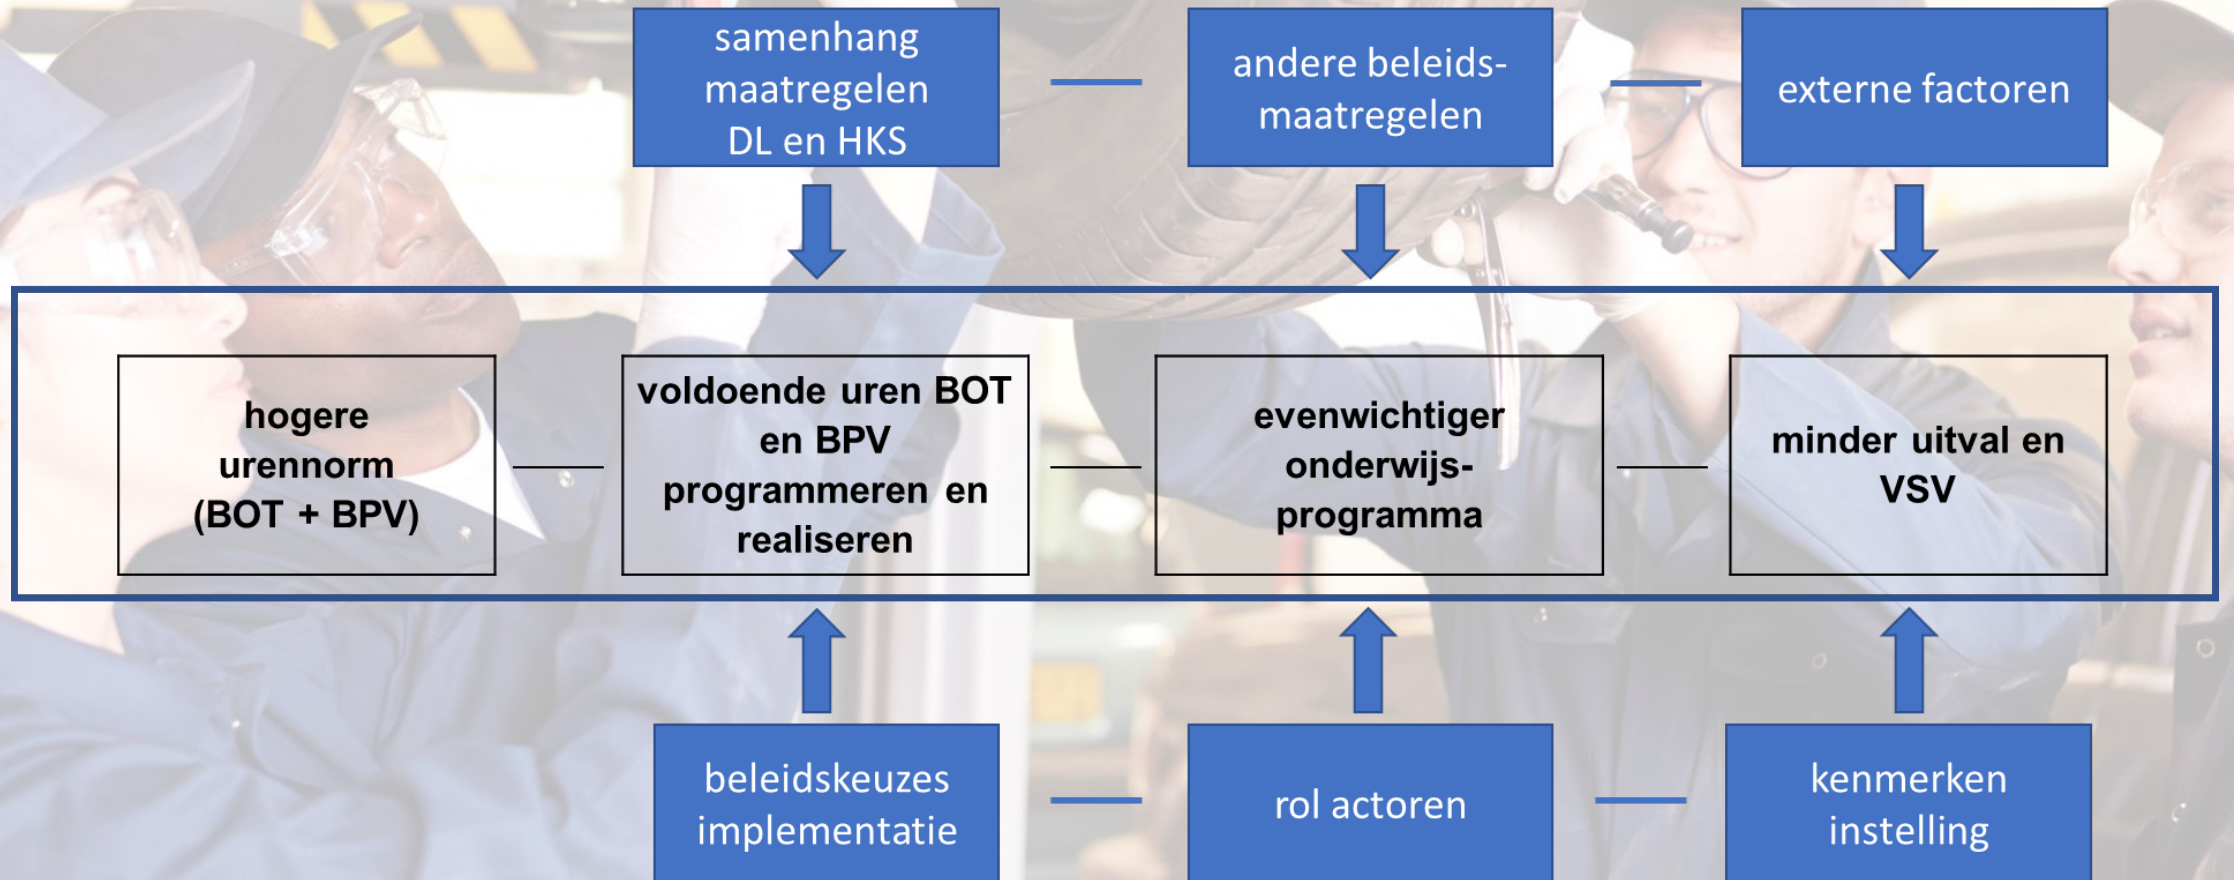 samenhang
maatregelen
DL en HKS
andere beleids-
maatregelen
externe factoren
hogere
urennorm
(BOT + BPV)
voldoende uren BOT
en BPV
programmeren en
realiseren
evenwichtiger
onderwijs-
programma
minder uitval en
VSV
beleidskeuzes
implementatie
rol actoren
kenmerken
instelling